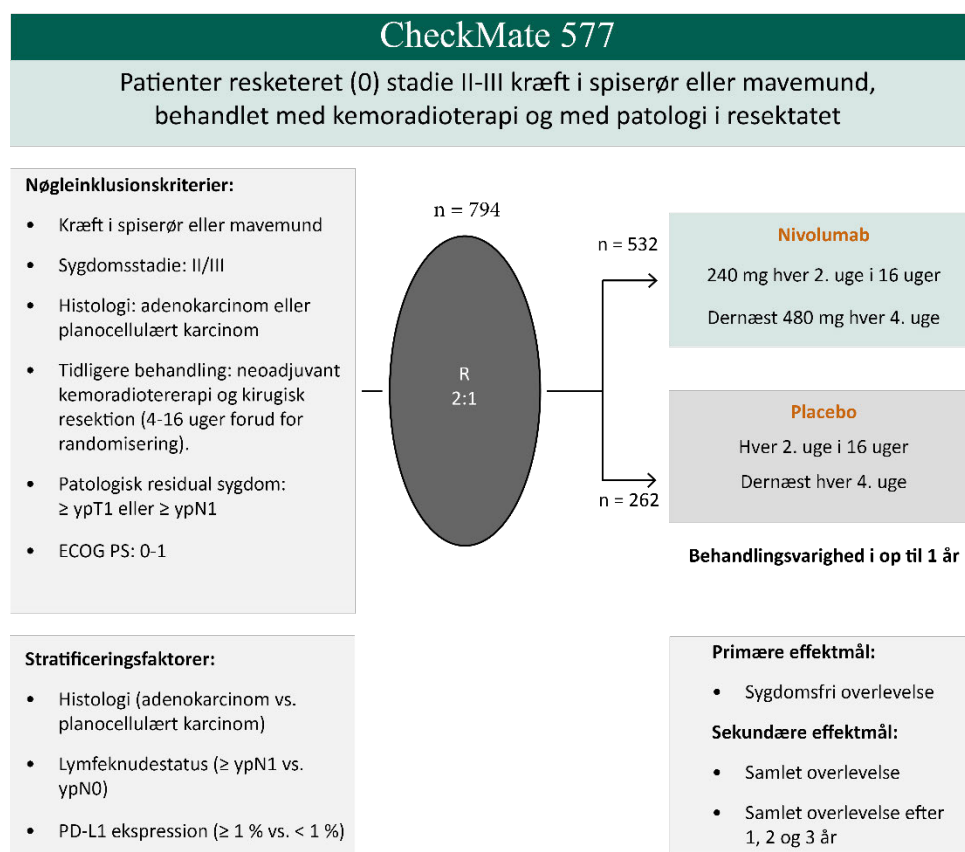 CheckMate 577
Patienter resketeret (0) stadie II-III kræft i spiserør eller mavemund,
behandlet med kemoradioterapi og med patologi i resektatet
Nøgleinklusionskriterier:
• Kræft i spiserør eller mavemund
• Sygdomsstadie: II/III
• Histologi: adenokarcinom eller
planocellulært karcinom
• Tidligere behandling: neoadjuvant
kemoradiotererapi og kirugisk
resektion (4-16 uger forud for
randomisering).
• Patologisk residual sygdom:
≥ ypT1 eller ≥ ypN1
• ECOG PS: 0-1
n = 794
R
2:1
n = 532
n = 262
Nivolumab
240 mg hver 2. uge i 16 uger
Dernæst 480 mg hver 4. uge
Placebo
Hver 2. uge i 16 uger
Dernæst hver 4. uge
Behandlingsvarighed i op til 1 år
Stratificeringsfaktorer:
• Histologi (adenokarcinom vs.
planocellulært karcinom)
• Lymfeknudestatus (≥ ypN1 vs.
ypN0)
• PD-L1 ekspression (≥ 1 % vs. < 1 %)
Primære effektmål:
• Sygdomsfri overlevelse
Sekundære effektmål:
• Samlet overlevelse
• Samlet overlevelse efter
1, 2 og 3 år